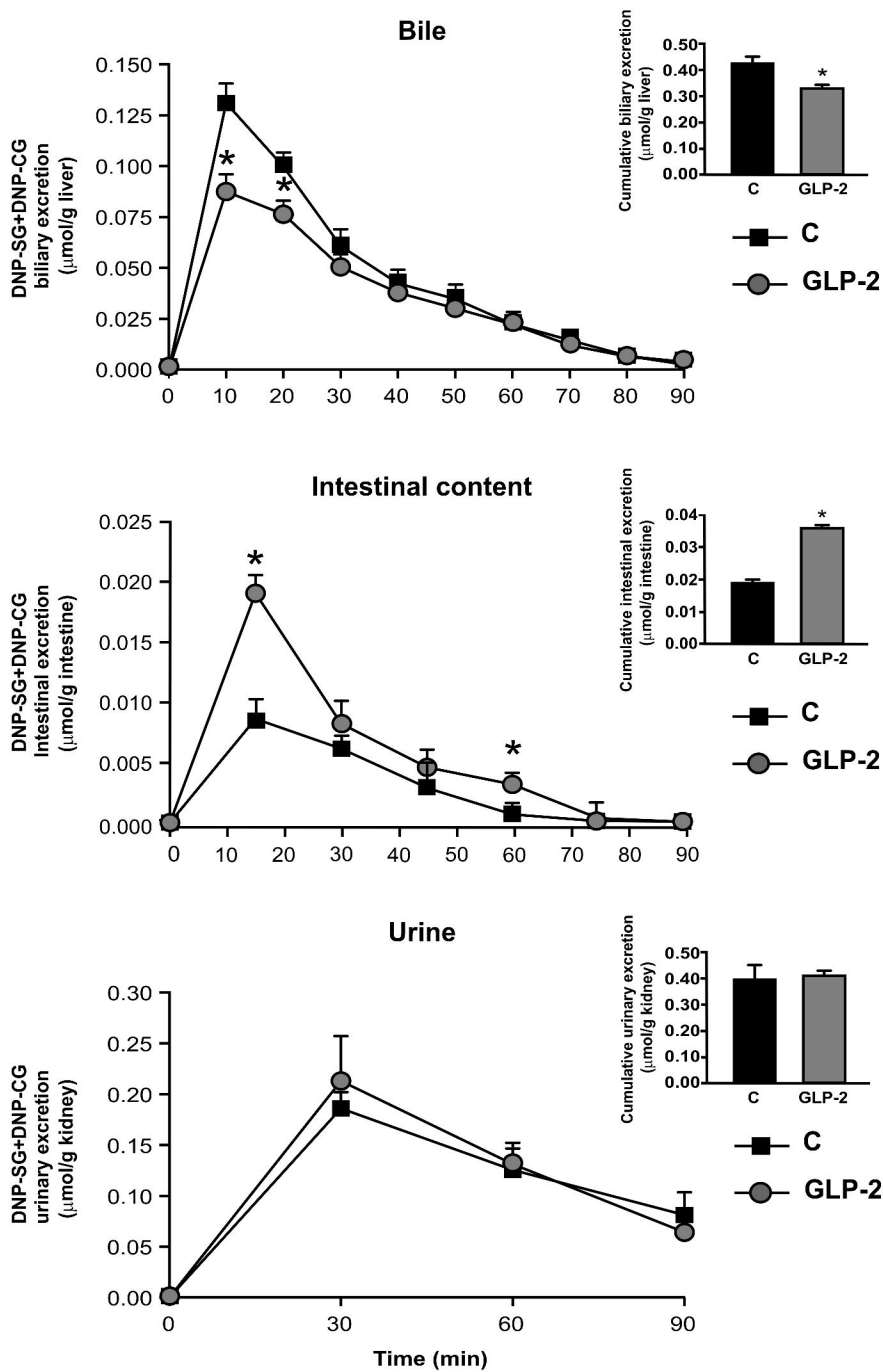 Bile
DNP-SG+DNP-CG
biliary excretion
(μmol/g liver)
0.150
0.125
0.100
0.075
0.050
0.025
0.000
0 10 20 30 40 50 60 70 80 90
*
*
Cumulative biliary excretion
(μmol/g liver)
0.50
0.40
0.30
0.20
0.10
0.00
*
C GLP-2
C
GLP-2
Intestinal content
DNP-SG+DNP-CG
Intestinal excretion
(μmol/g intestine)
0.025
0.020
0.015
0.010
0.005
0.000
0 10 20 30 40 50 60 70 80 90
*
*
Cumulative intestinal excretion
(μmol/g intestine)
0.04
0.03
0.02
0.01
0.00
*
C GLP-2
C
GLP-2
Urine
DNP-SG+DNP-CG
urinary excretion
(μmol/g kidney)
0.30
0.25
0.20
0.15
0.10
0.05
0.00
0 30 60 90
Time (min)
Cumulative urinary excretion
(μmol/g kidney)
0.50
0.40
0.30
0.20
0.10
0.00
C GLP-2
C
GLP-2